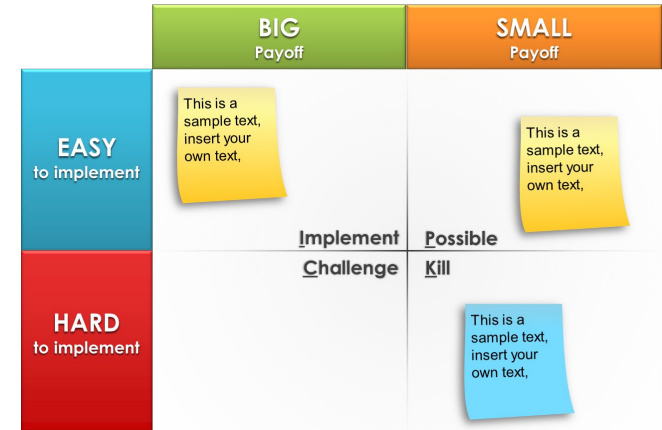 BIG
Payoff
SMALL
Payoff
EASY
to implement
This is a
sample text,
insert your
own text,
This is a
sample text,
insert your
own text,
Implement
Possible
Challenge
Kill
HARD
to implement
This is a
sample text,
insert your
own text,